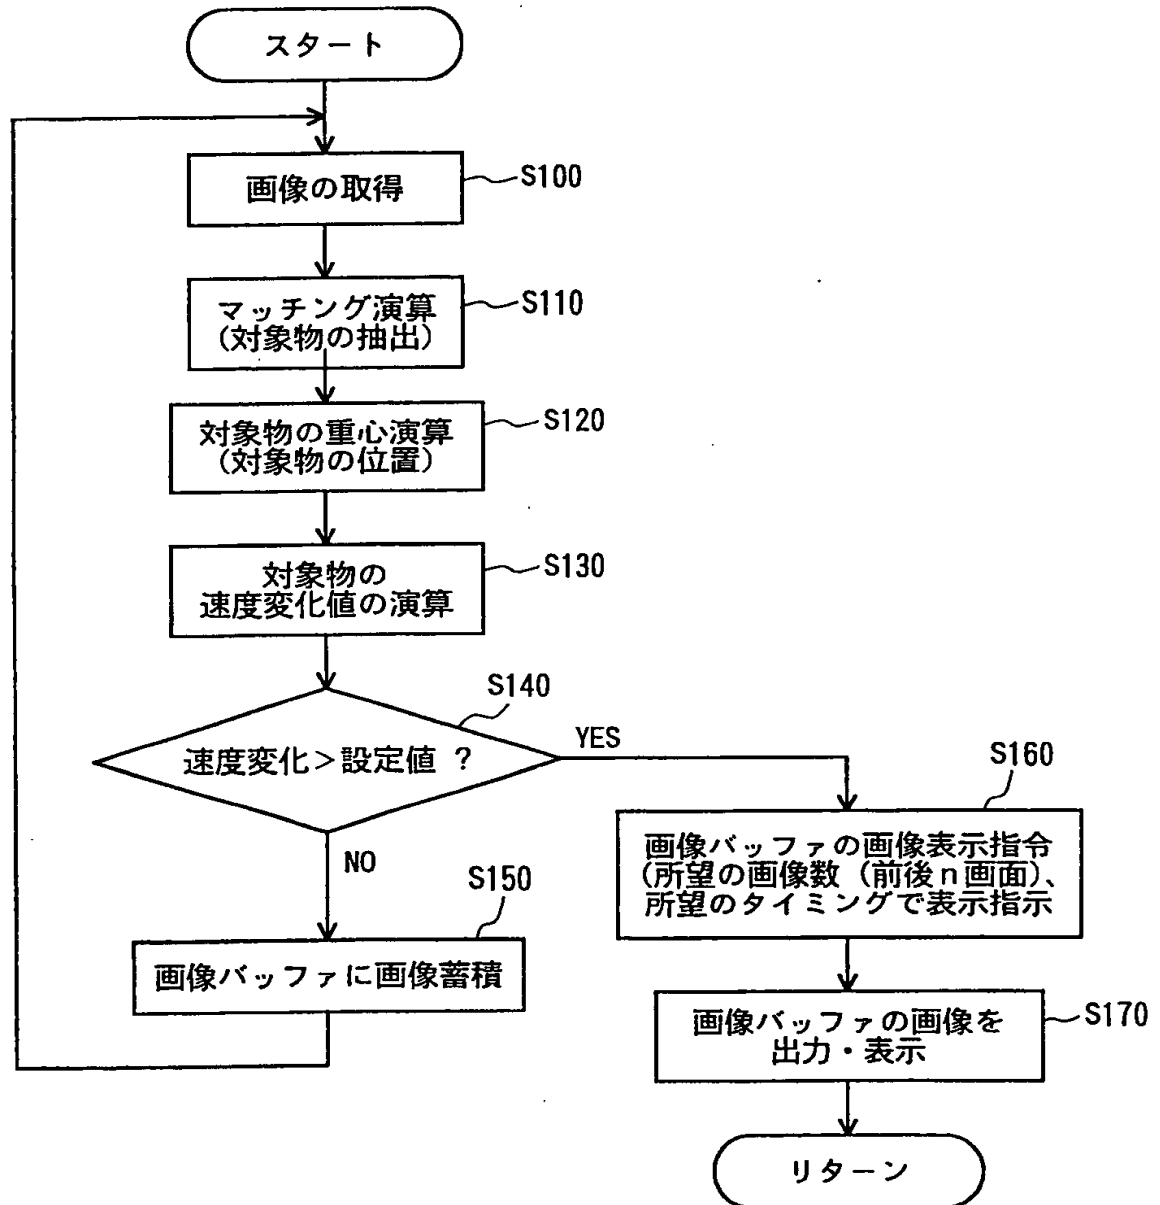 スタート
画像の取得
S100
マッチング演算
(対象物の抽出)
S110
対象物の重心演算
(対象物の位置)
S120
対象物の
速度変化値の演算
S130
S140
速度変化>設定値 ?
YES
NO
S150
画像バッファに画像蓄積
S160
画像バッファの画像表示指令
(所望の画像数 (前後n画面)、
所望のタイミングで表示指示
画像バッファの画像を
出力・表示
S170
リターン